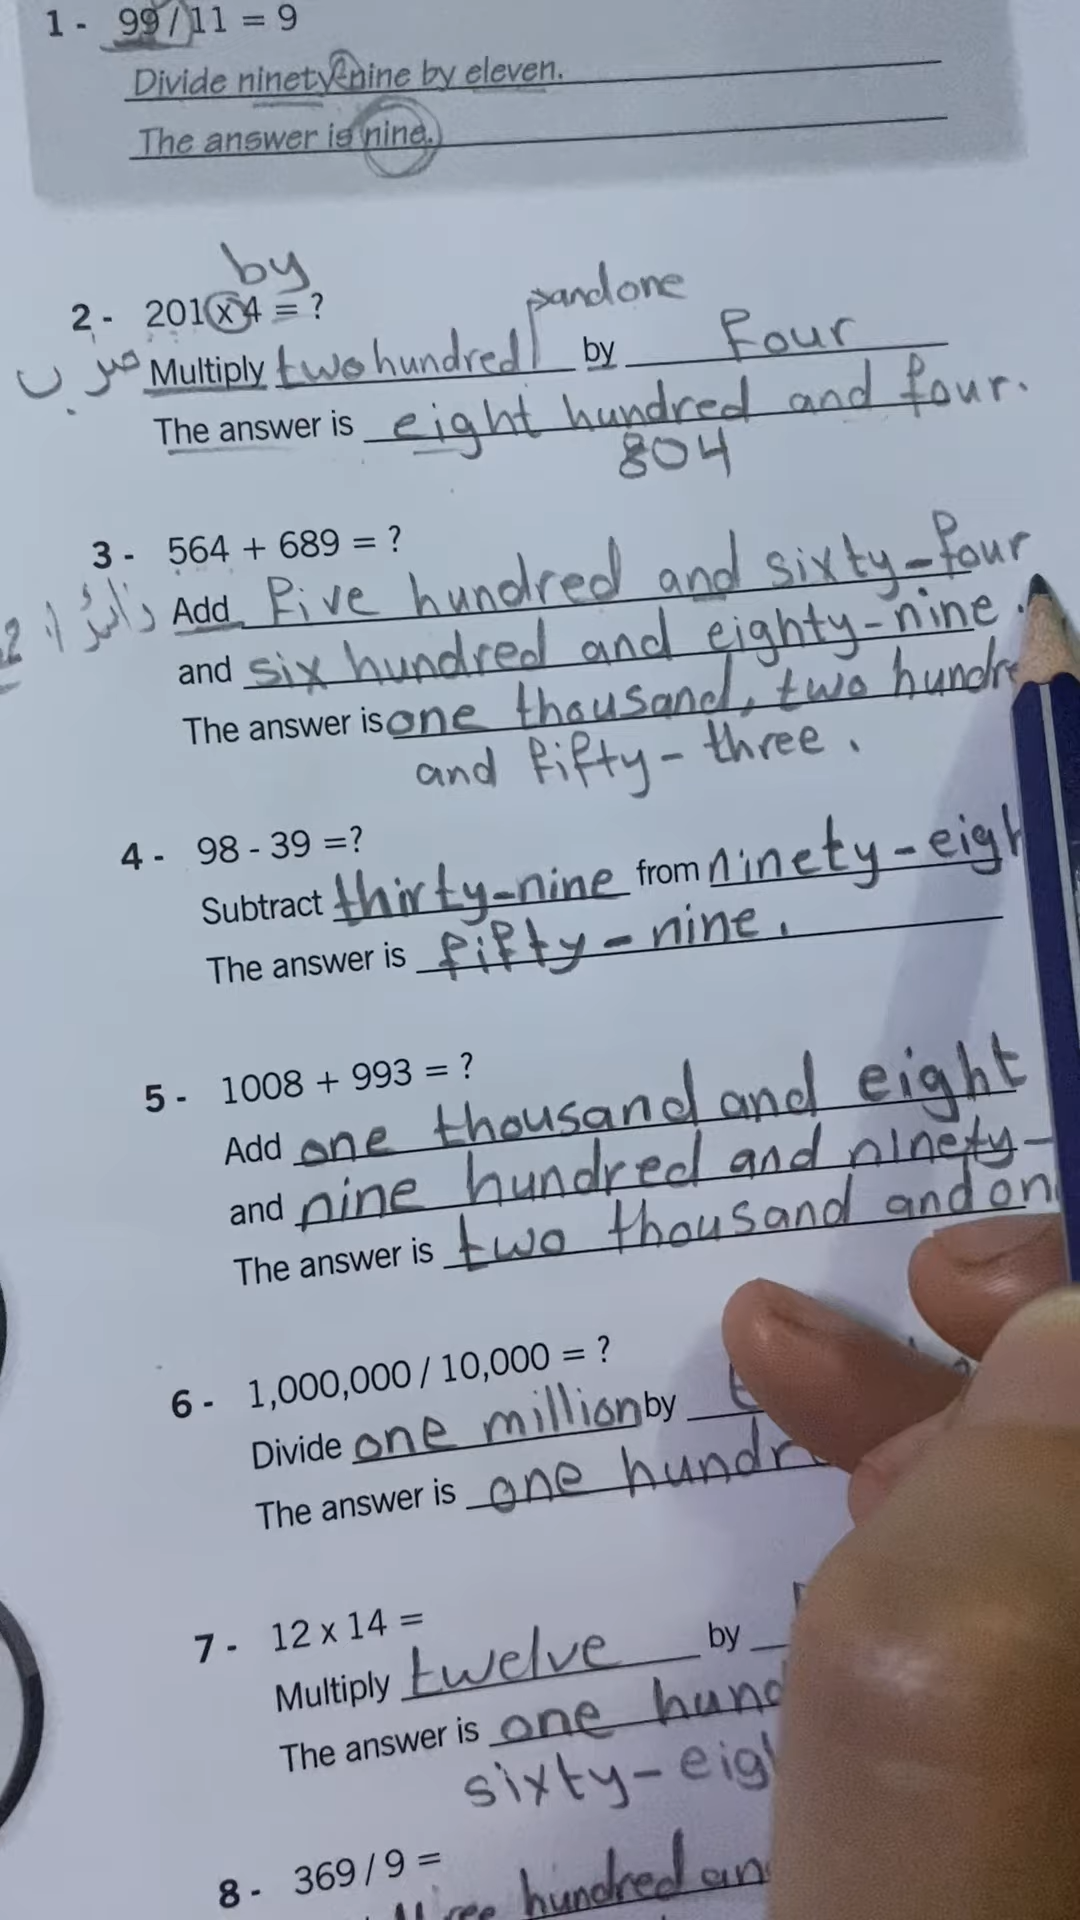 1 - 99 / 11 = 9
Divide ninety-nine by eleven.
The answer is nine.
by
2 - 201 x 4 = ?
and one
ضرب Multiply two hundred by four
The answer is eight hundred and four.
804
3 - 564 + 689 = ?
Add five hundred and sixty-four
and six hundred and eighty-nine.
The answer is one thousand, two hundre
and fifty-three.
4 - 98 - 39 =?
Subtract thirty-nine from ninety-eigh
The answer is fifty-nine.
5 - 1008 + 993 = ?
Add one thousand and eight
and nine hundred and ninety-
The answer is two thousand and on
6 - 1,000,000 / 10,000 = ?
Divide one million by
The answer is one hundr
7 - 12 x 14 =
Multiply twelve by
The answer is one hund
sixty-eig
8 - 369 / 9 =
three hundred an